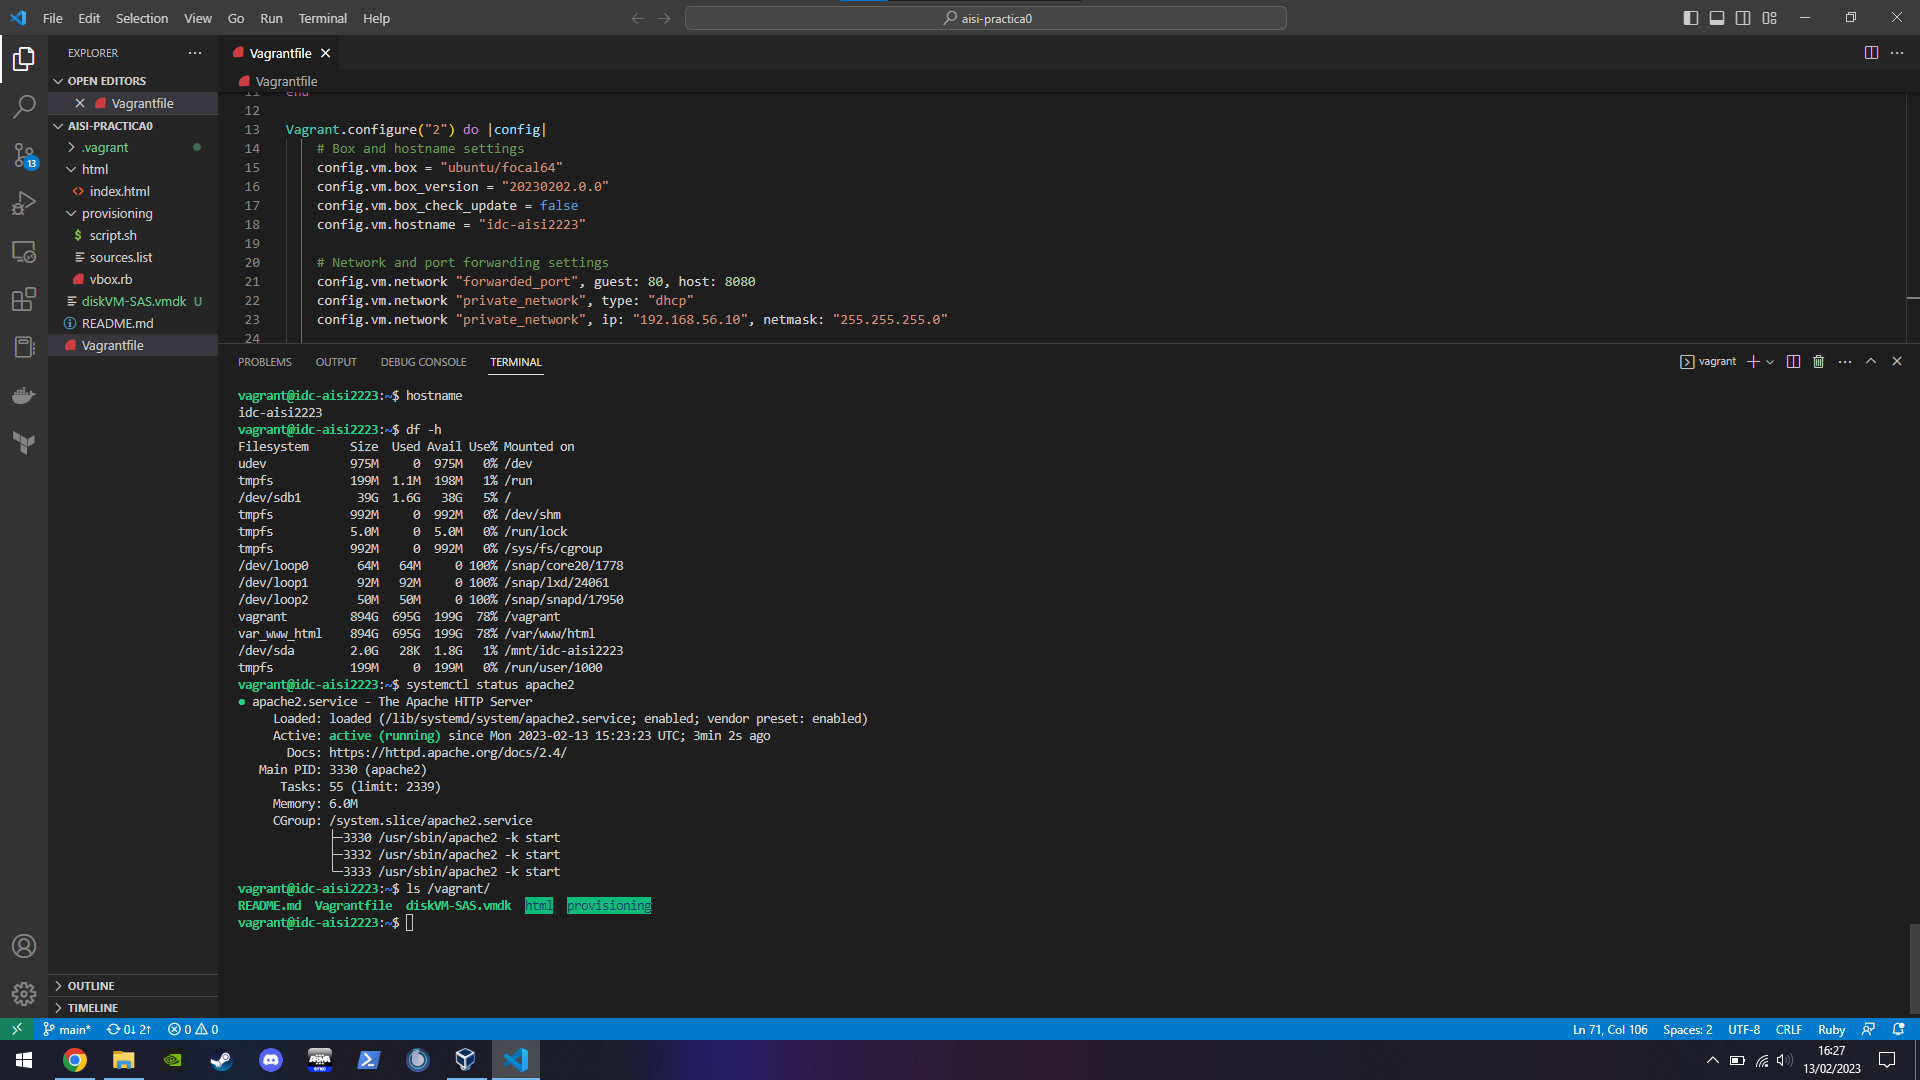 File Edit Selection View Go Run Terminal Help
aisi-practica0
EXPLORER
Vagrantfile
OPEN EDITORS
Vagrantfile
AISI-PRACTICA0
.vagrant
html
index.html
provisioning
script.sh
sources.list
vbox.rb
diskVM-SAS.vmdk U
README.md
Vagrantfile
OUTLINE
TIMELINE
13
Vagrantfile
11 end
12
13 Vagrant.configure("2") do |config|
14 # Box and hostname settings
15 config.vm.box = "ubuntu/focal64"
16 config.vm.box_version = "20230202.0.0"
17 config.vm.box_check_update = false
18 config.vm.hostname = "idc-aisi2223"
19
20 # Network and port forwarding settings
21 config.vm.network "forwarded_port", guest: 80, host: 8080
22 config.vm.network "private_network", type: "dhcp"
23 config.vm.network "private_network", ip: "192.168.56.10", netmask: "255.255.255.0"
24
PROBLEMS OUTPUT DEBUG CONSOLE TERMINAL
vagrant
vagrant@idc-aisi2223:~$ hostname
idc-aisi2223
vagrant@idc-aisi2223:~$ df -h
Filesystem Size Used Avail Use% Mounted on
udev 975M 0 975M 0% /dev
tmpfs 199M 1.1M 198M 1% /run
/dev/sdb1 39G 1.6G 38G 5% /
tmpfs 992M 0 992M 0% /dev/shm
tmpfs 5.0M 0 5.0M 0% /run/lock
tmpfs 992M 0 992M 0% /sys/fs/cgroup
/dev/loop0 64M 64M 0 100% /snap/core20/1778
/dev/loop1 92M 92M 0 100% /snap/lxd/24061
/dev/loop2 50M 50M 0 100% /snap/snapd/17950
vagrant 894G 695G 199G 78% /vagrant
var_www_html 894G 695G 199G 78% /var/www/html
/dev/sda 2.0G 28K 1.8G 1% /mnt/idc-aisi2223
tmpfs 199M 0 199M 0% /run/user/1000
vagrant@idc-aisi2223:~$ systemctl status apache2
● apache2.service - The Apache HTTP Server
Loaded: loaded (/lib/systemd/system/apache2.service; enabled; vendor preset: enabled)
Active: active (running) since Mon 2023-02-13 15:23:23 UTC; 3min 2s ago
Docs: https://httpd.apache.org/docs/2.4/
Main PID: 3330 (apache2)
Tasks: 55 (limit: 2339)
Memory: 6.0M
CGroup: /system.slice/apache2.service
├─3330 /usr/sbin/apache2 -k start
├─3332 /usr/sbin/apache2 -k start
└─3333 /usr/sbin/apache2 -k start
vagrant@idc-aisi2223:~$ ls /vagrant/
README.md Vagrantfile diskVM-SAS.vmdk html provisioning
vagrant@idc-aisi2223:~$
main* 0↓ 2↑ 0 0
Ln 71, Col 106 Spaces: 2 UTF-8 CRLF Ruby
16:27
13/02/2023